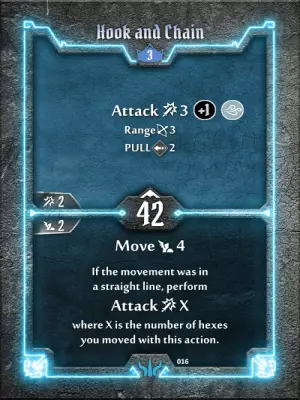 Hook and Chain
3
Attack 3 +1
Range 3
PULL 2
2
42
2
Move 4
If the movement was in
a straight line, perform
Attack X
where X is the number of hexes
you moved with this action.
016